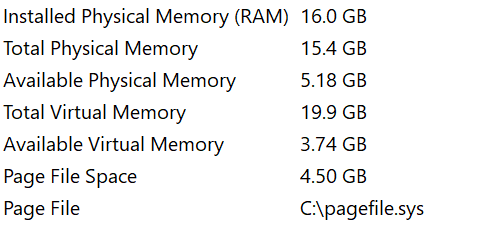 Installed Physical Memory (RAM) 16.0 GB
Total Physical Memory 15.4 GB
Available Physical Memory 5.18 GB
Total Virtual Memory 19.9 GB
Available Virtual Memory 3.74 GB
Page File Space 4.50 GB
Page File C:\pagefile.sys